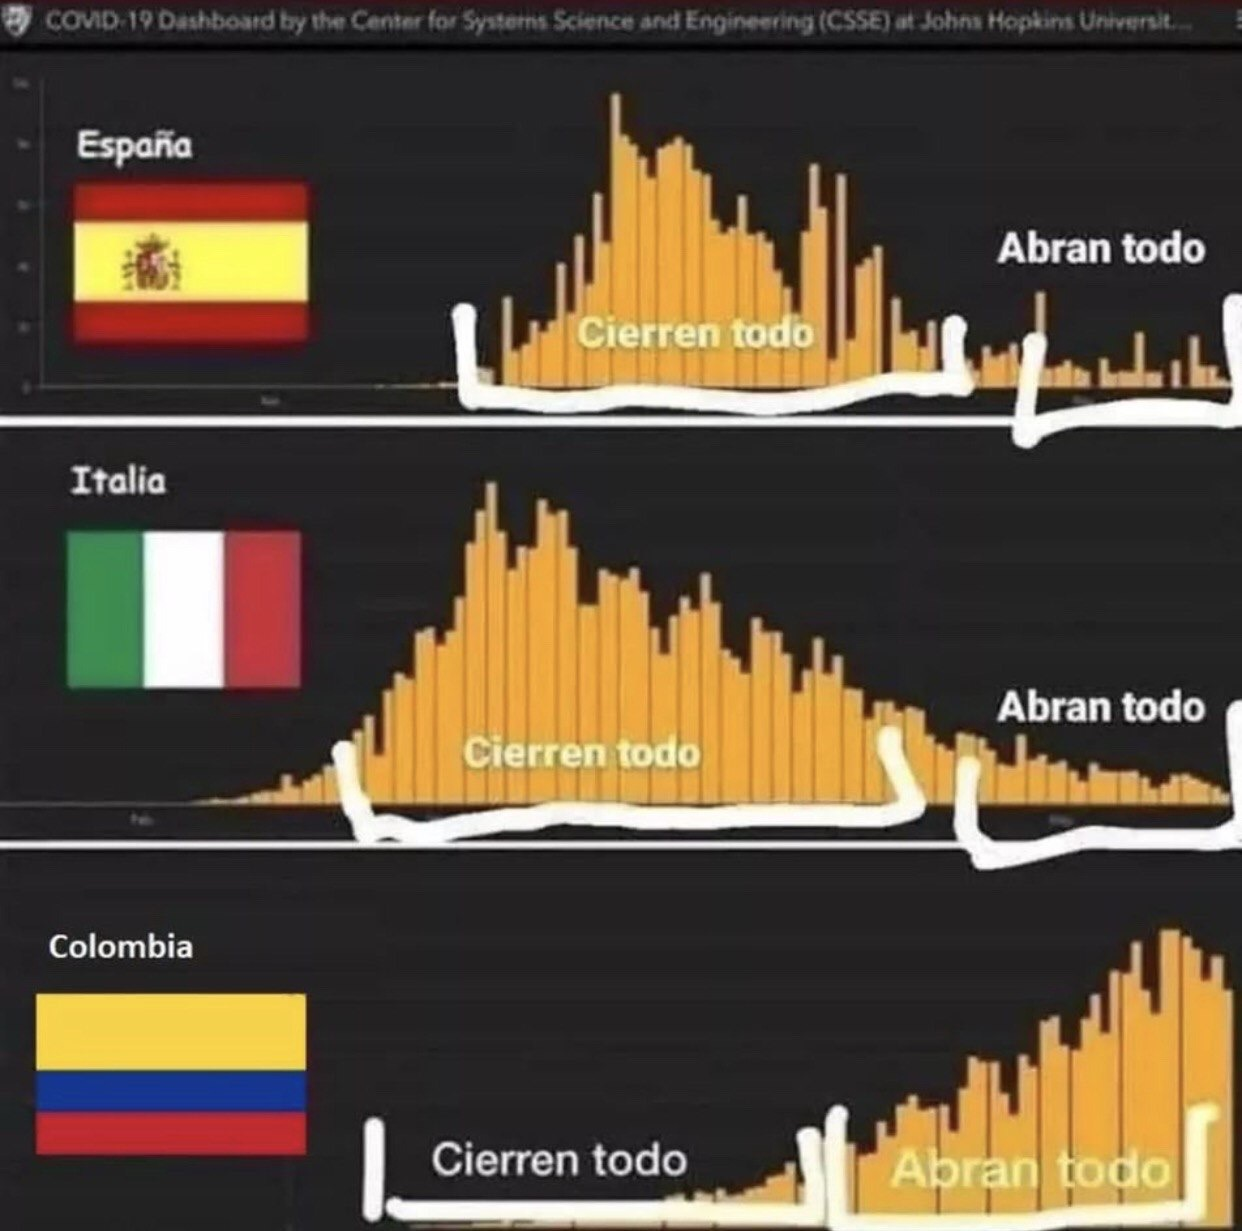 COVID-19 Dashboard by the Center for Systems Science and Engineering (CSSE) at Johns Hopkins Universit...
España
Abran todo
Cierren todo
Italia
Abran todo
Cierren todo
Colombia
Cierren todo
Abran todo